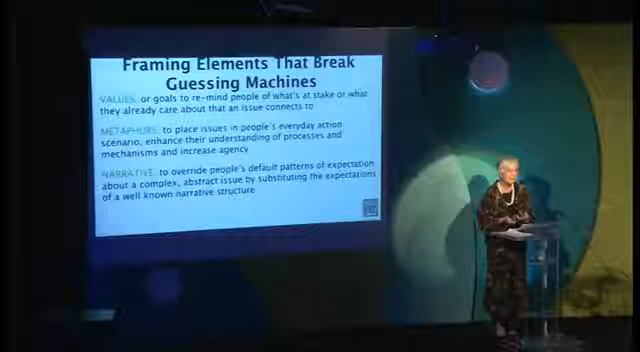 Framing Elements That Break
Guessing Machines
VALUES, or goals to re-mind people of what's at stake or what
they already care about that an issue connects to
METAPHORS, to place issues in people's everyday action
scenario, enhance their understanding of processes and
mechanisms and increase agency
NARRATIVE, to override people's default patterns of expectation
about a complex, abstract issue by substituting the expectations
of a well known narrative structure